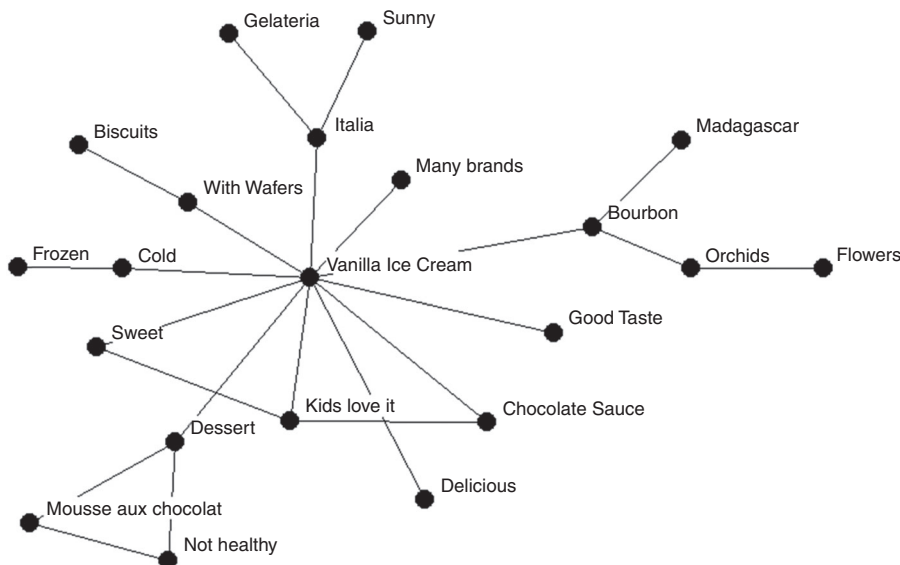 Gelateria
Sunny
Biscuits
Italia
Madagascar
Many brands
With Wafers
Bourbon
Frozen
Cold
Vanilla Ice Cream
Orchids
Flowers
Good Taste
Sweet
Kids love it
Chocolate Sauce
Dessert
Delicious
Mousse aux chocolat
Not healthy